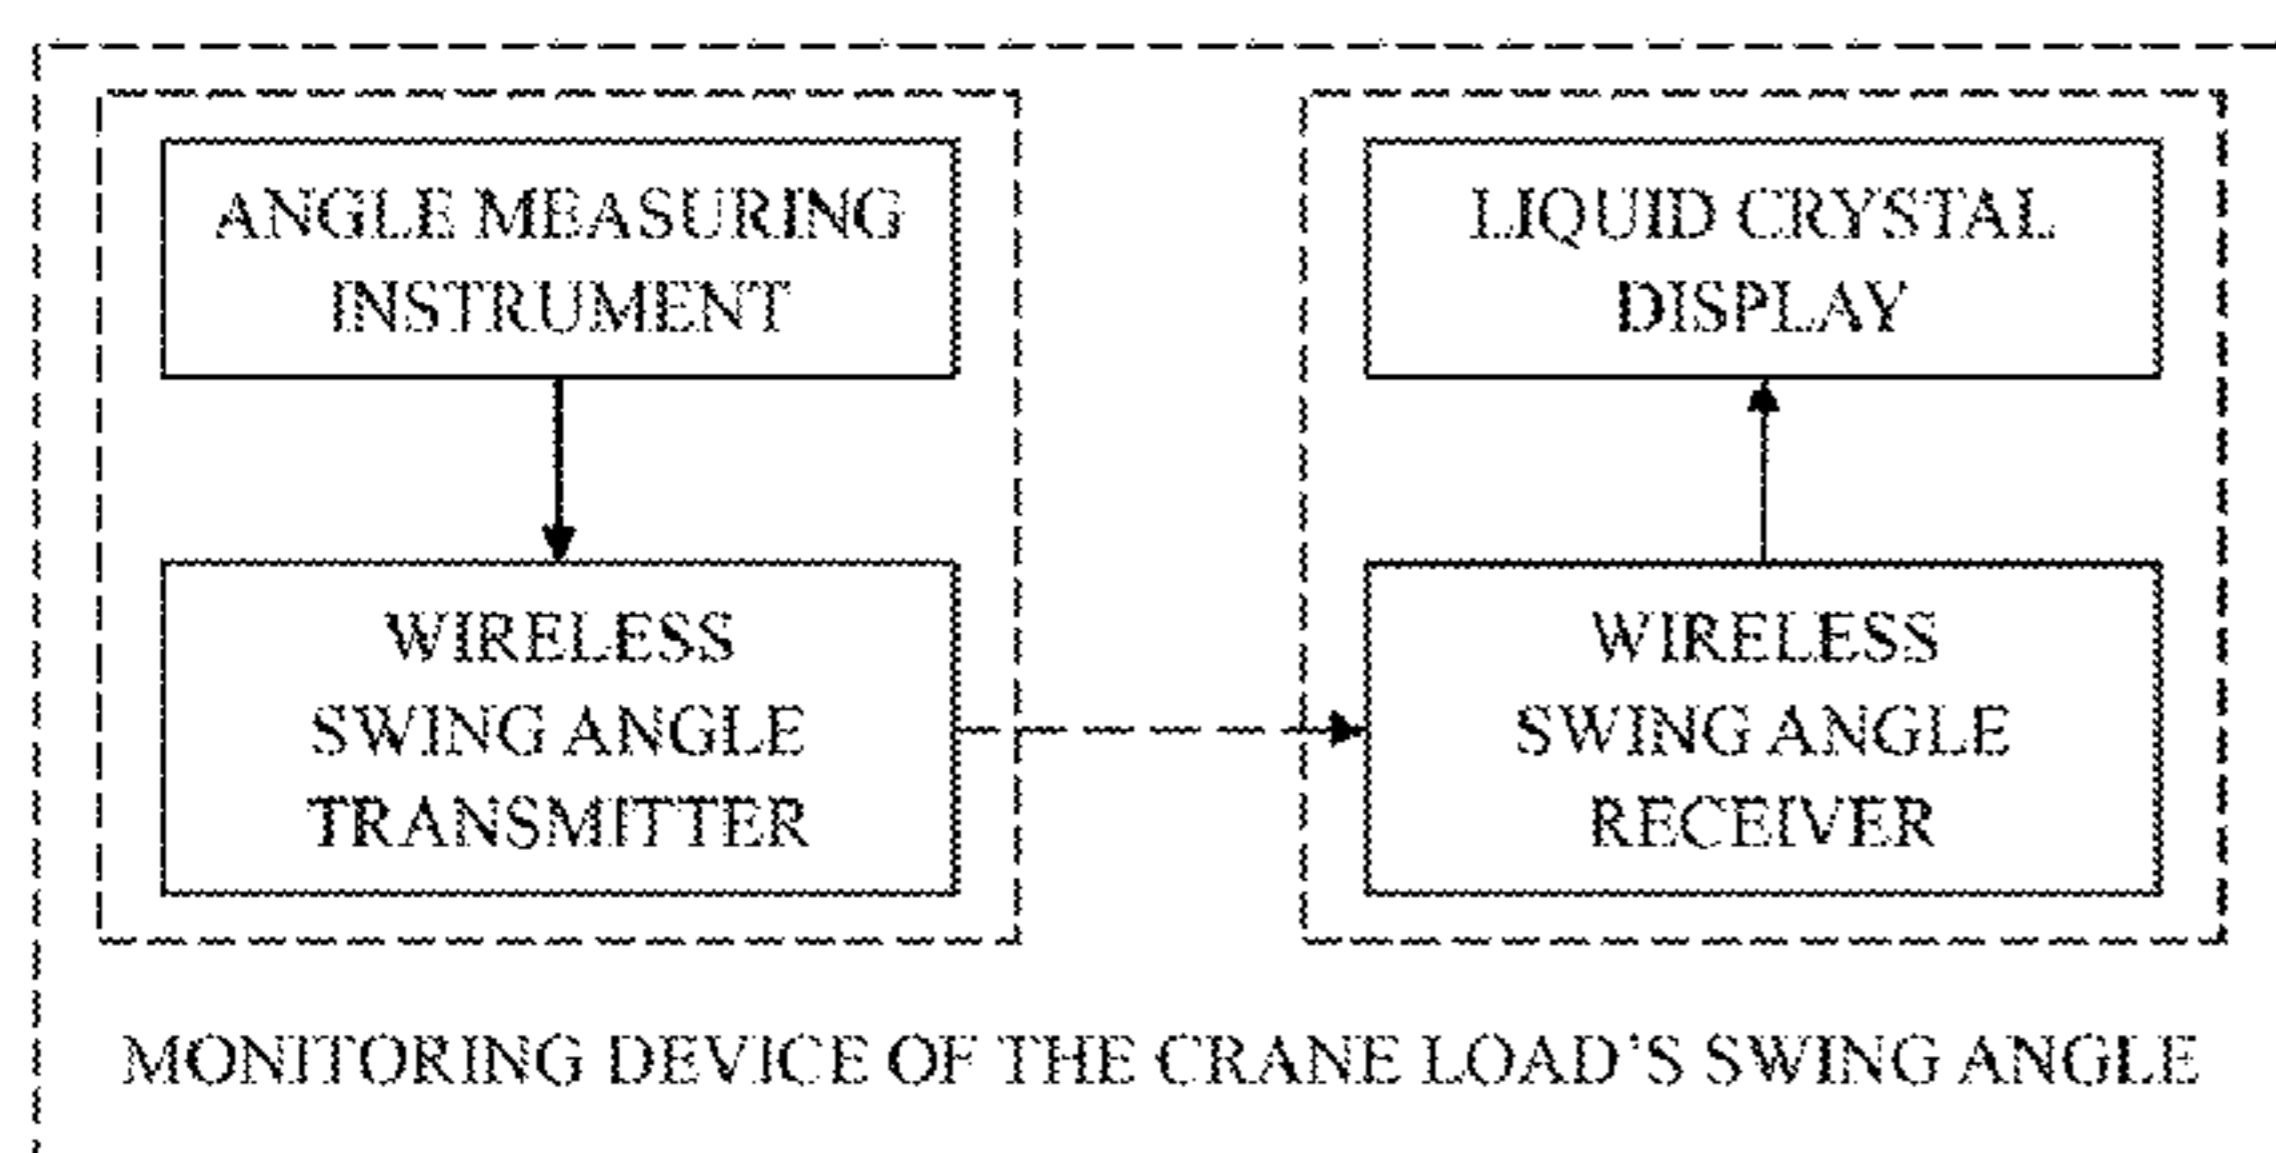 ANGLE MEASURING
INSTRUMENT
LIQUID CRYSTAL
DISPLAY
WIRELESS
SWING ANGLE
TRANSMITTER
WIRELESS
SWING ANGLE
RECEIVER
MONITORING DEVICE OF THE CRANE LOAD'S SWING ANGLE